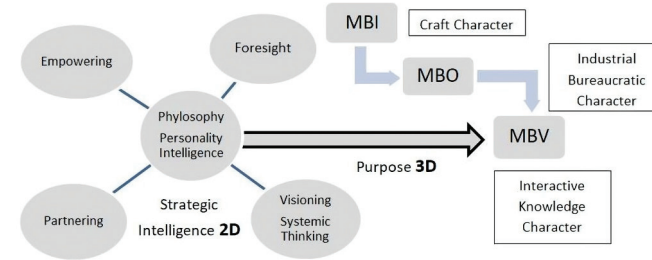 Empowering
Foresight
Phylosophy
Personality
Intelligence
Partnering
Strategic
Intelligence 2D
Visioning
Systemic
Thinking
Purpose 3D
MBI
Craft Character
MBO
Industrial
Bureaucratic
Character
MBV
Interactive
Knowledge
Character